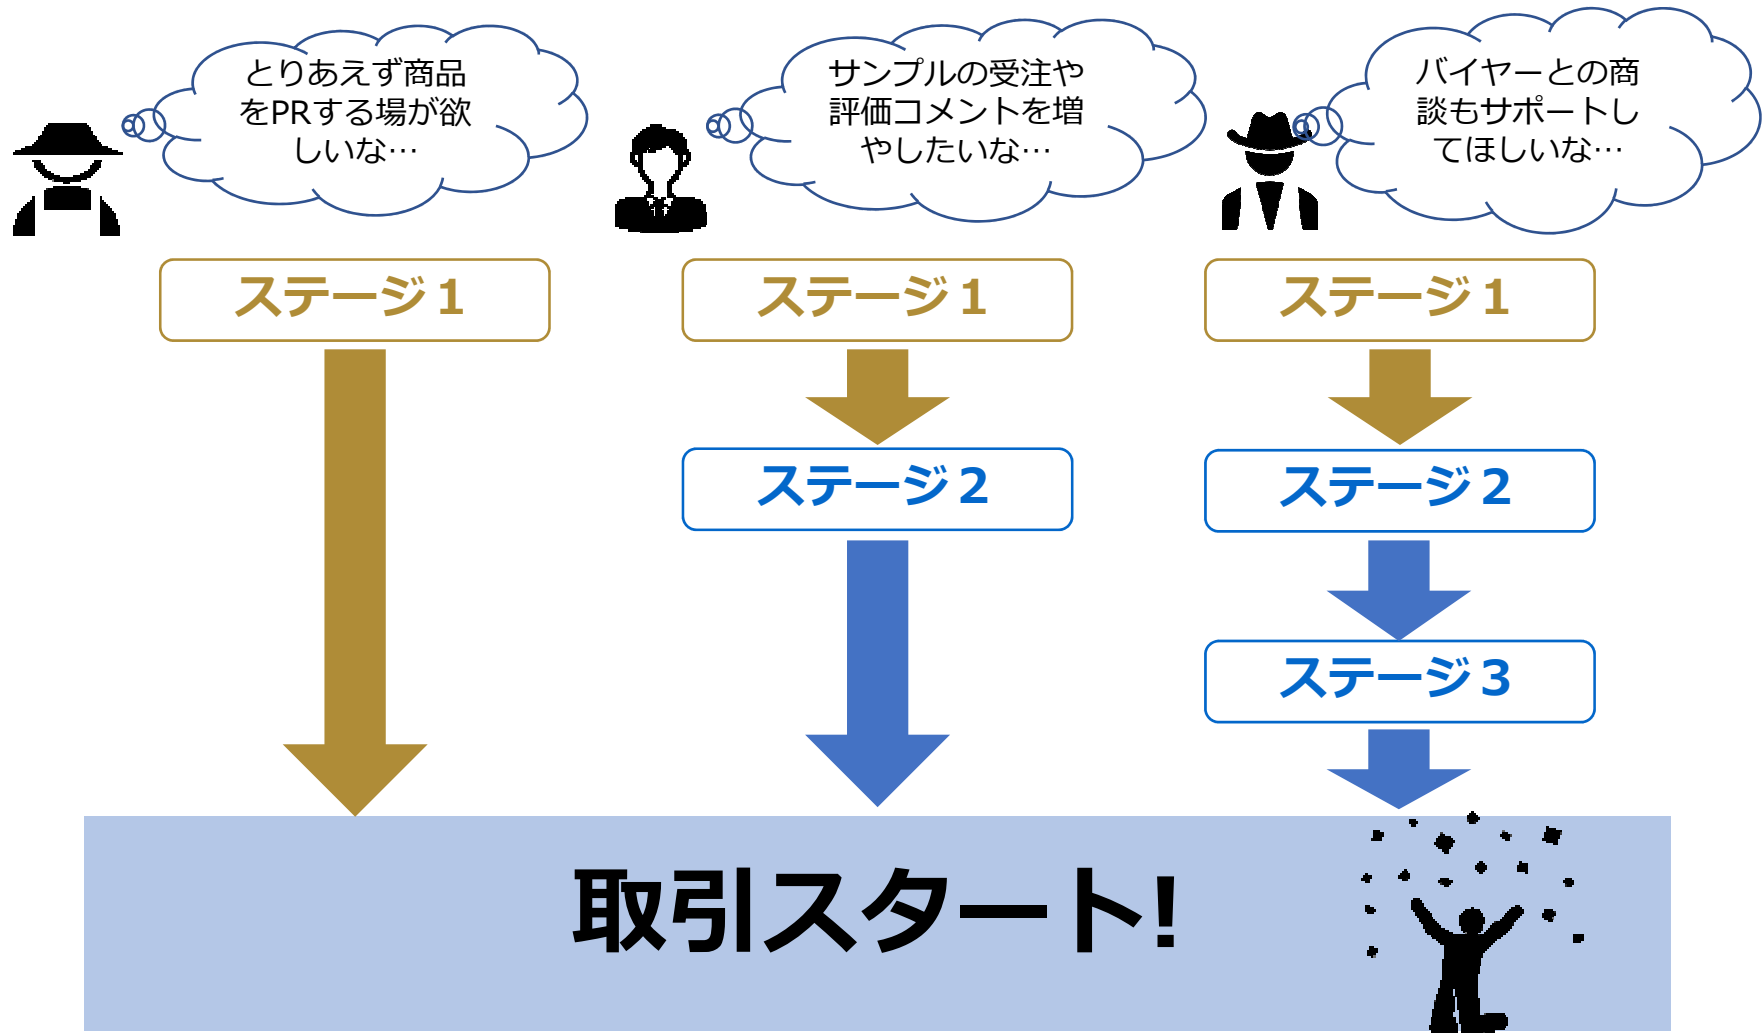 とりあえず商品
をPRする場が欲
しいな…
サンプルの受注や
評価コメントを増
やしたいな…
バイヤーとの商
談もサポートし
てほしいな…
ステージ１
ステージ１
ステージ１
ステージ２
ステージ２
ステージ３
取引スタート!